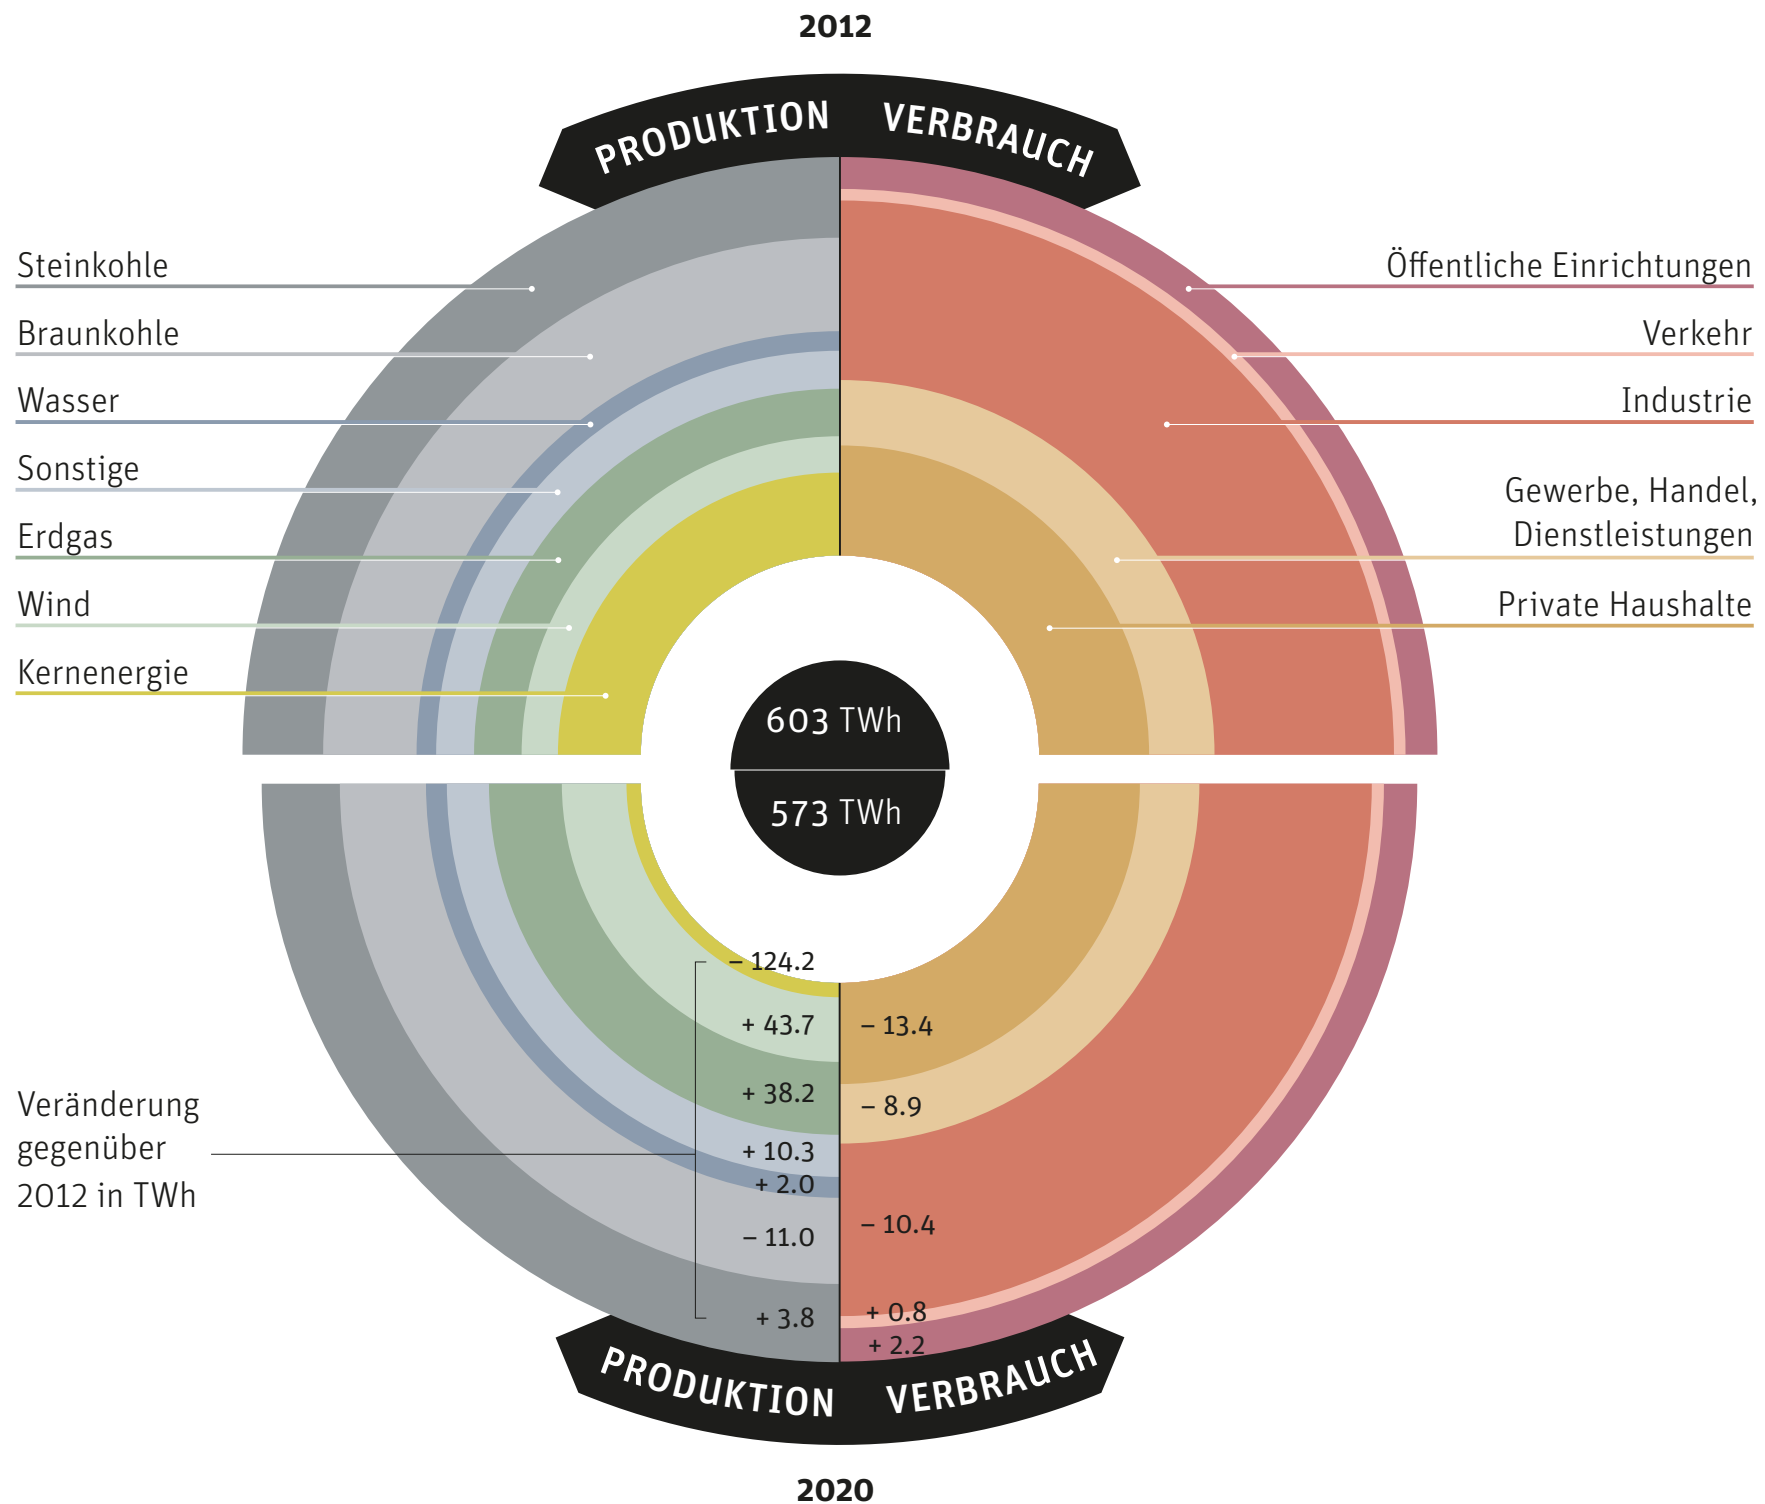 2012
PRODUKTION VERBRAUCH
Steinkohle
Braunkohle
Wasser
Sonstige
Erdgas
Wind
Kernenergie
Öffentliche Einrichtungen
Verkehr
Industrie
Gewerbe, Handel,
Dienstleistungen
Private Haushalte
603 TWh
573 TWh
– 124.2
+ 43.7
+ 38.2
+ 10.3
+ 2.0
– 11.0
+ 3.8
– 13.4
– 8.9
– 10.4
+ 0.8
+ 2.2
Veränderung
gegenüber
2012 in TWh
PRODUKTION VERBRAUCH
2020